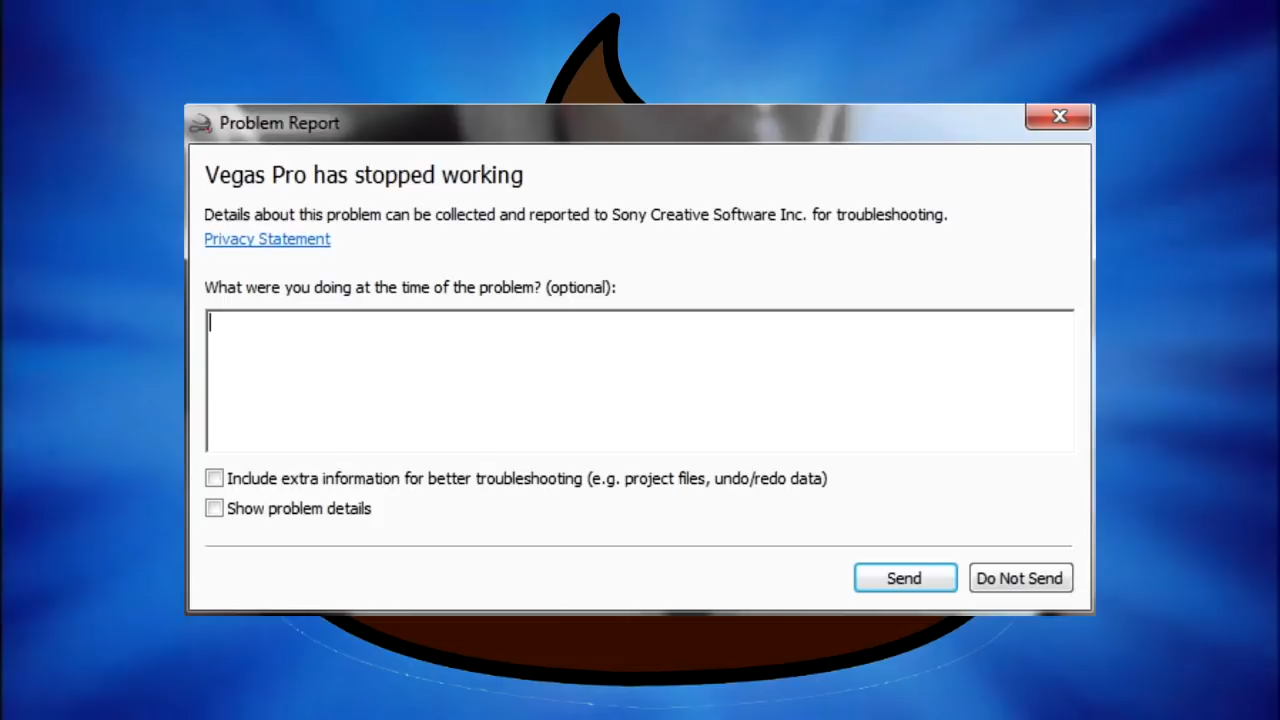 Problem Report
Vegas Pro has stopped working
Details about this problem can be collected and reported to Sony Creative Software Inc. for troubleshooting.
Privacy Statement
What were you doing at the time of the problem? (optional):
Include extra information for better troubleshooting (e.g. project files, undo/redo data)
Show problem details
Send Do Not Send